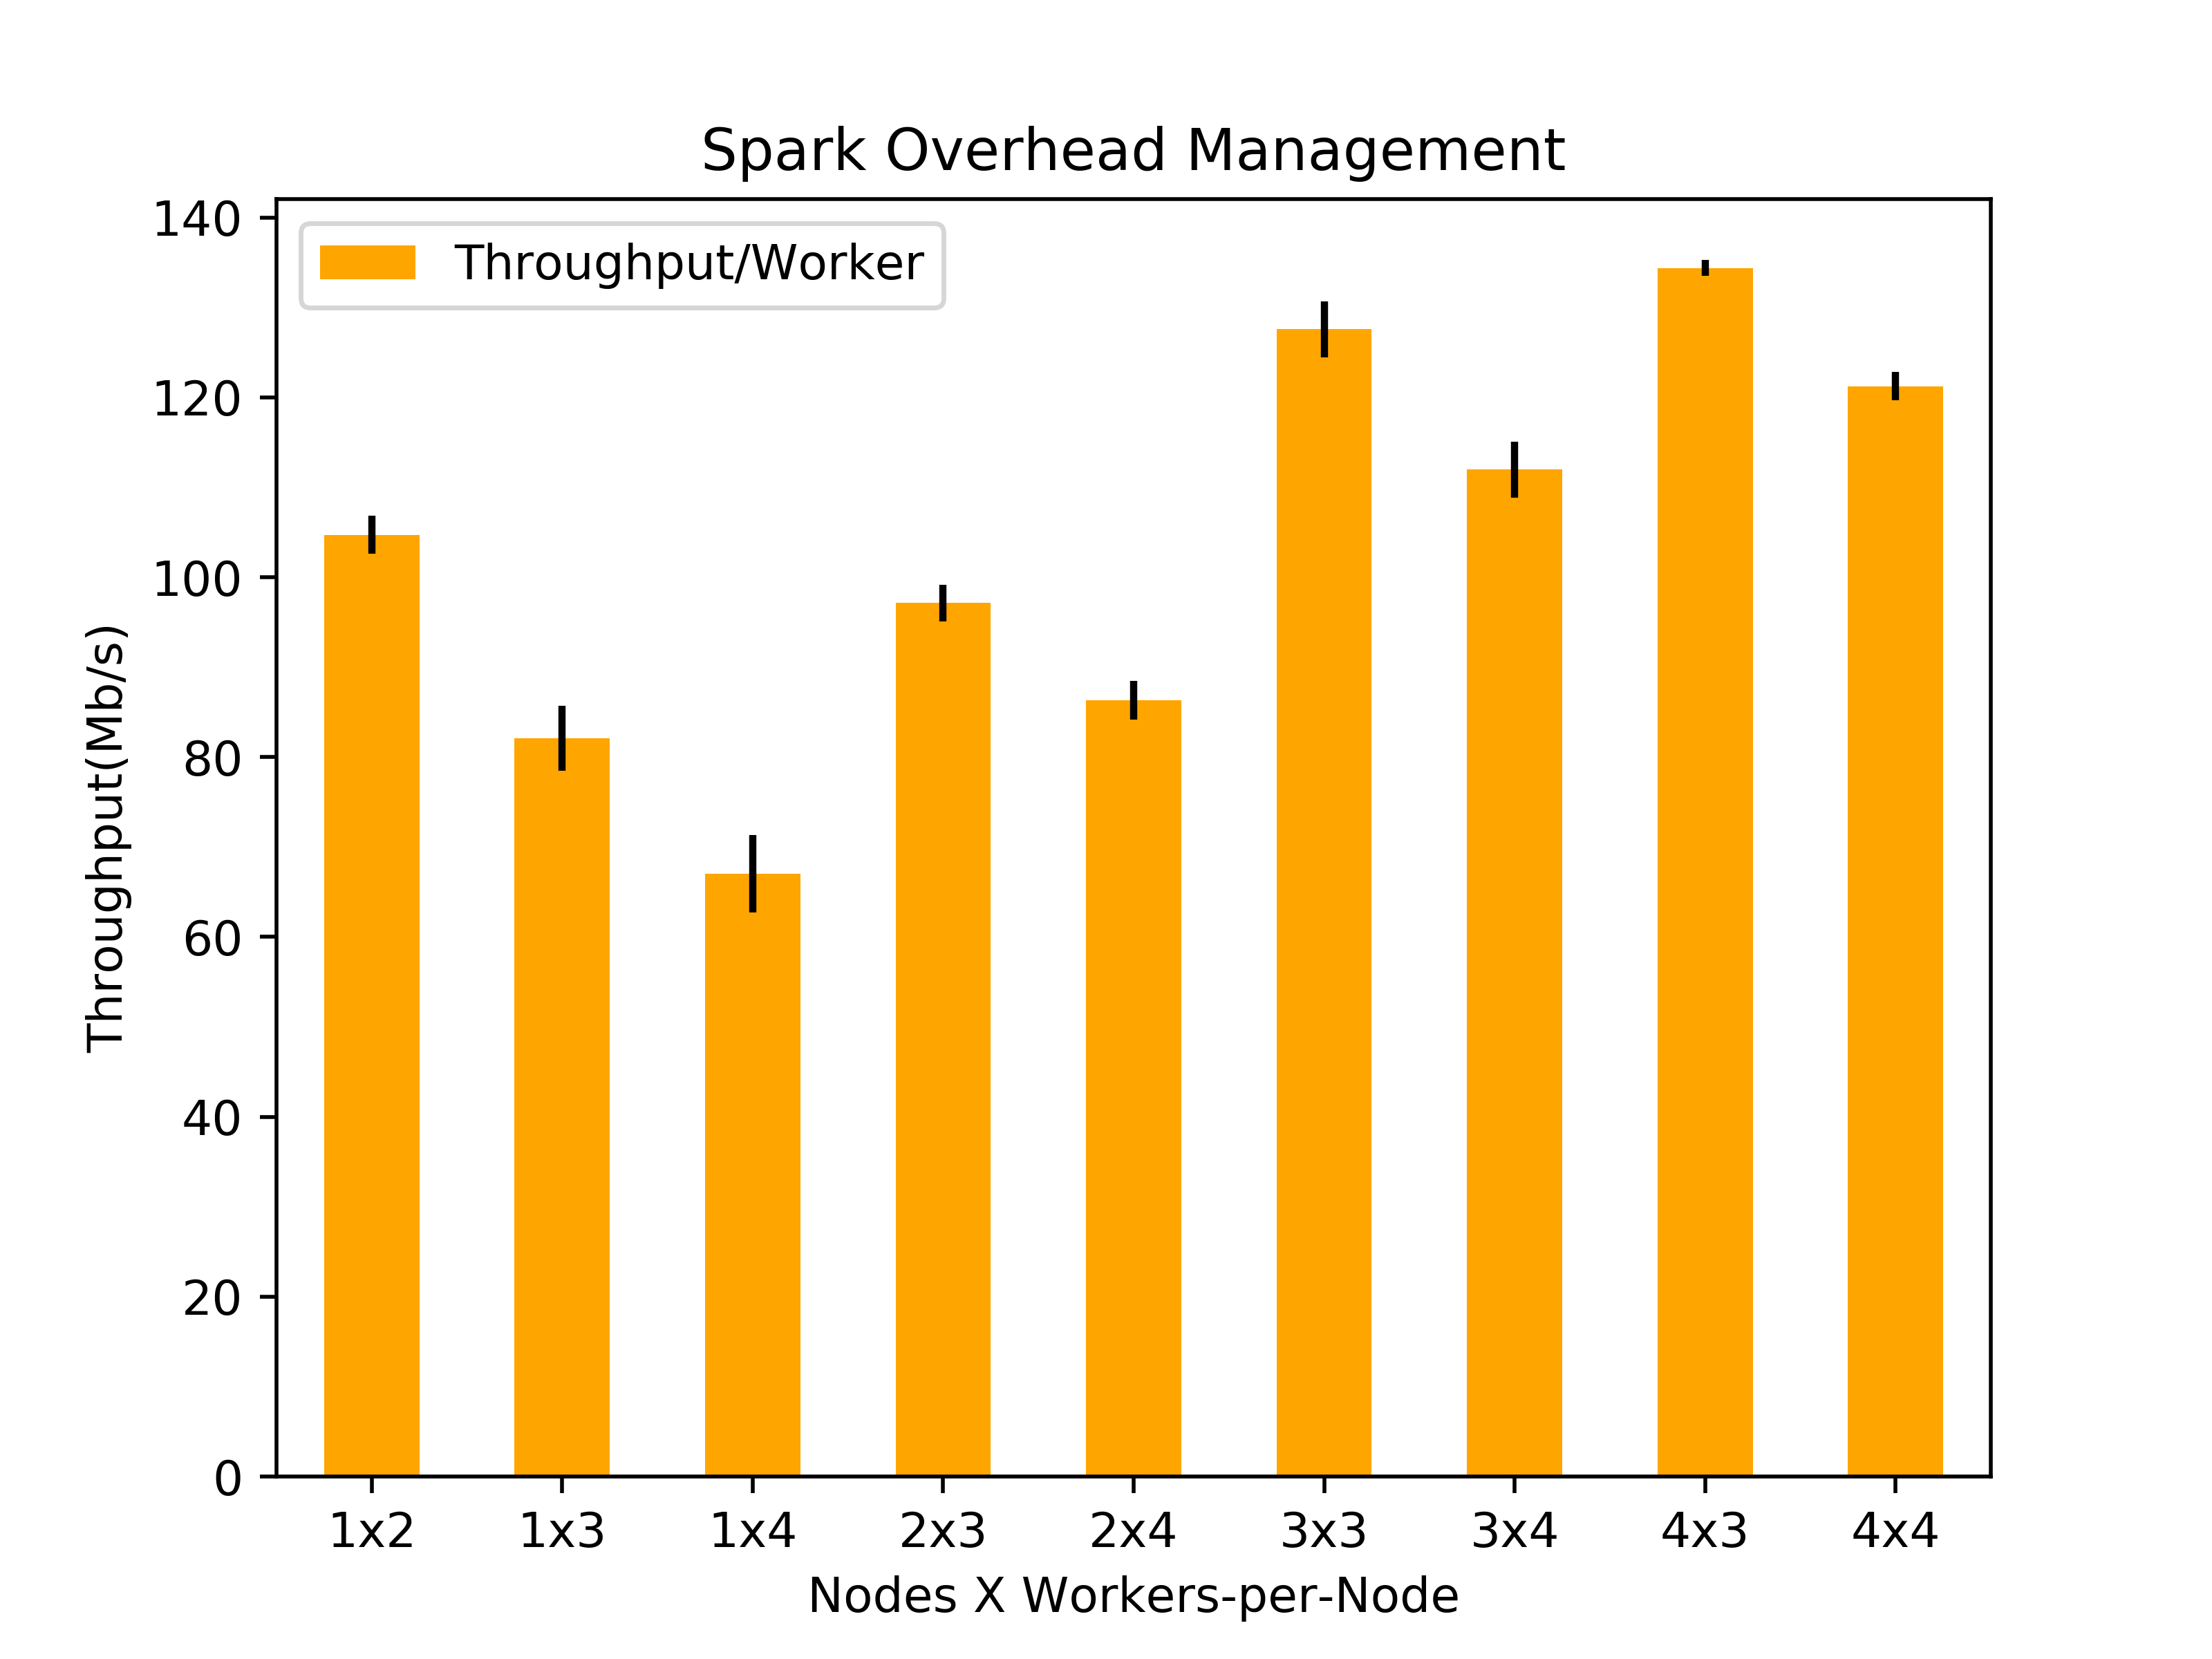 Spark Overhead Management
Throughput/Worker
Throughput(Mb/s)
140
120
100
80
60
40
20
0
1x2 1x3 1x4 2x3 2x4 3x3 3x4 4x3 4x4
Nodes X Workers-per-Node